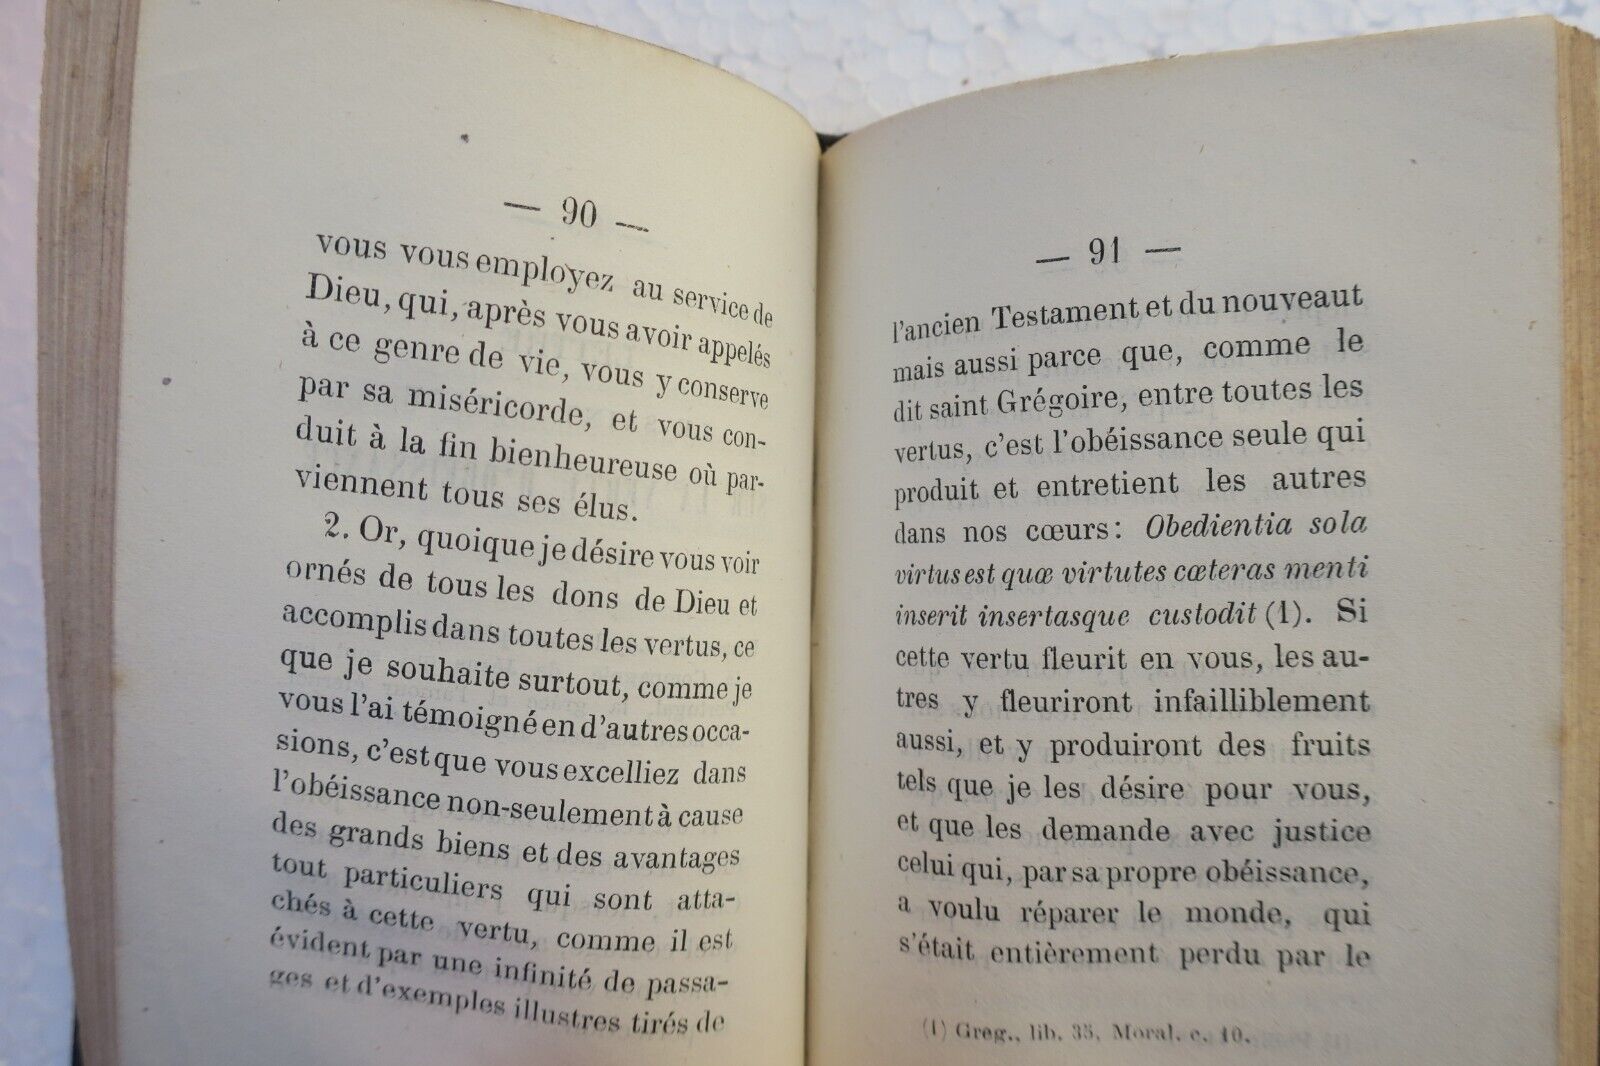 — 90 —
vous vous employez au service de
Dieu, qui, après vous avoir appelés
à ce genre de vie, vous y conserve
par sa miséricorde, et vous con-
duit à la fin bienheureuse où par-
viennent tous ses élus.
2. Or, quoique je désire vous voir
ornés de tous les dons de Dieu et
accomplis dans toutes les vertus, ce
que je souhaite surtout, comme je
vous l'ai témoigné en d'autres occa-
sions, c'est que vous excelliez dans
l'obéissance non-seulement à cause
des grands biens et des avantages
tout particuliers qui sont atta-
chés à cette vertu, comme il est
évident par une infinité de passa-
ges et d'exemples illustres tirés de
— 91 —
l'ancien Testament et du nouveaut
mais aussi parce que, comme le
dit saint Grégoire, entre toutes les
vertus, c'est l'obéissance seule qui
produit et entretient les autres
dans nos cœurs: Obedientia sola
virtus est quæ virtutes cœteras menti
inserit insertasque custodit (1). Si
cette vertu fleurit en vous, les au-
tres y fleuriront infailliblement
aussi, et y produiront des fruits
tels que je les désire pour vous,
et que les demande avec justice
celui qui, par sa propre obéissance,
a voulu réparer le monde, qui
s'était entièrement perdu par le
(1) Greg., lib. 35, Moral. c. 10.